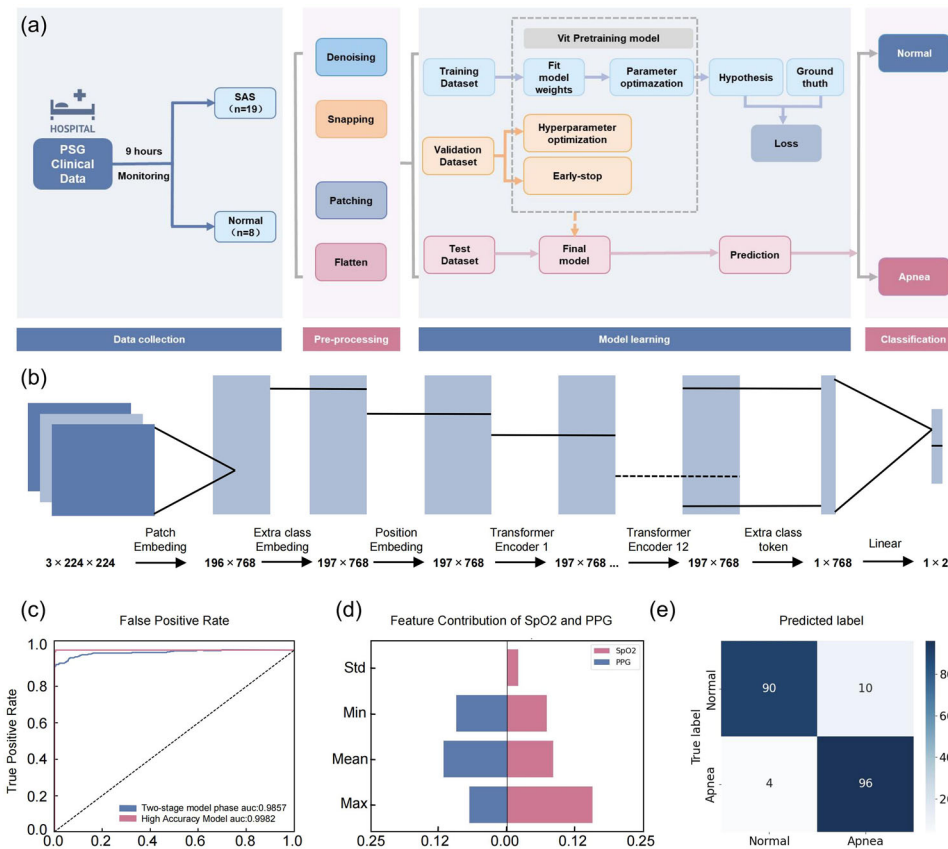 (a)
HOSPITAL
PSG
Clinical
Data
9 hours
Monitoring
SAS
(n=19)
Normal
(n=8)
Data collection
Denoising
Snapping
Patching
Flatten
Pre-processing
Vit Pretraining model
Training
Dataset
Fit
model
weights
Parameter
optimazation
Hypothesis
Ground
thuth
Loss
Validation
Dataset
Hyperparameter
optimization
Early-stop
Test
Dataset
Final
model
Prediction
Model learning
Normal
Apnea
Classification
(b)
Patch
Embeding
Extra class
Embeding
Position
Embeding
Transformer
Encoder 1
Transformer
Encoder 12
Extra class
token
Linear
3 × 224 × 224
196 × 768
197 × 768
197 × 768
197 × 768 ...
197 × 768
1 × 768
1 × 2
(c)
False Positive Rate
True Positive Rate
1.0
0.8
0.6
0.4
0.2
0.0
Two-stage model phase auc:0.9857
High Accuracy Model auc:0.9982
0.0 0.2 0.4 0.6 0.8 1.0
(d)
Feature Contribution of SpO2 and PPG
SpO2
PPG
Std
Min
Mean
Max
0.25 0.12 0.00 0.12 0.25
(e)
Predicted label
True label
Normal
Apnea
90 10
4 96
Normal Apnea
80
60
40
20